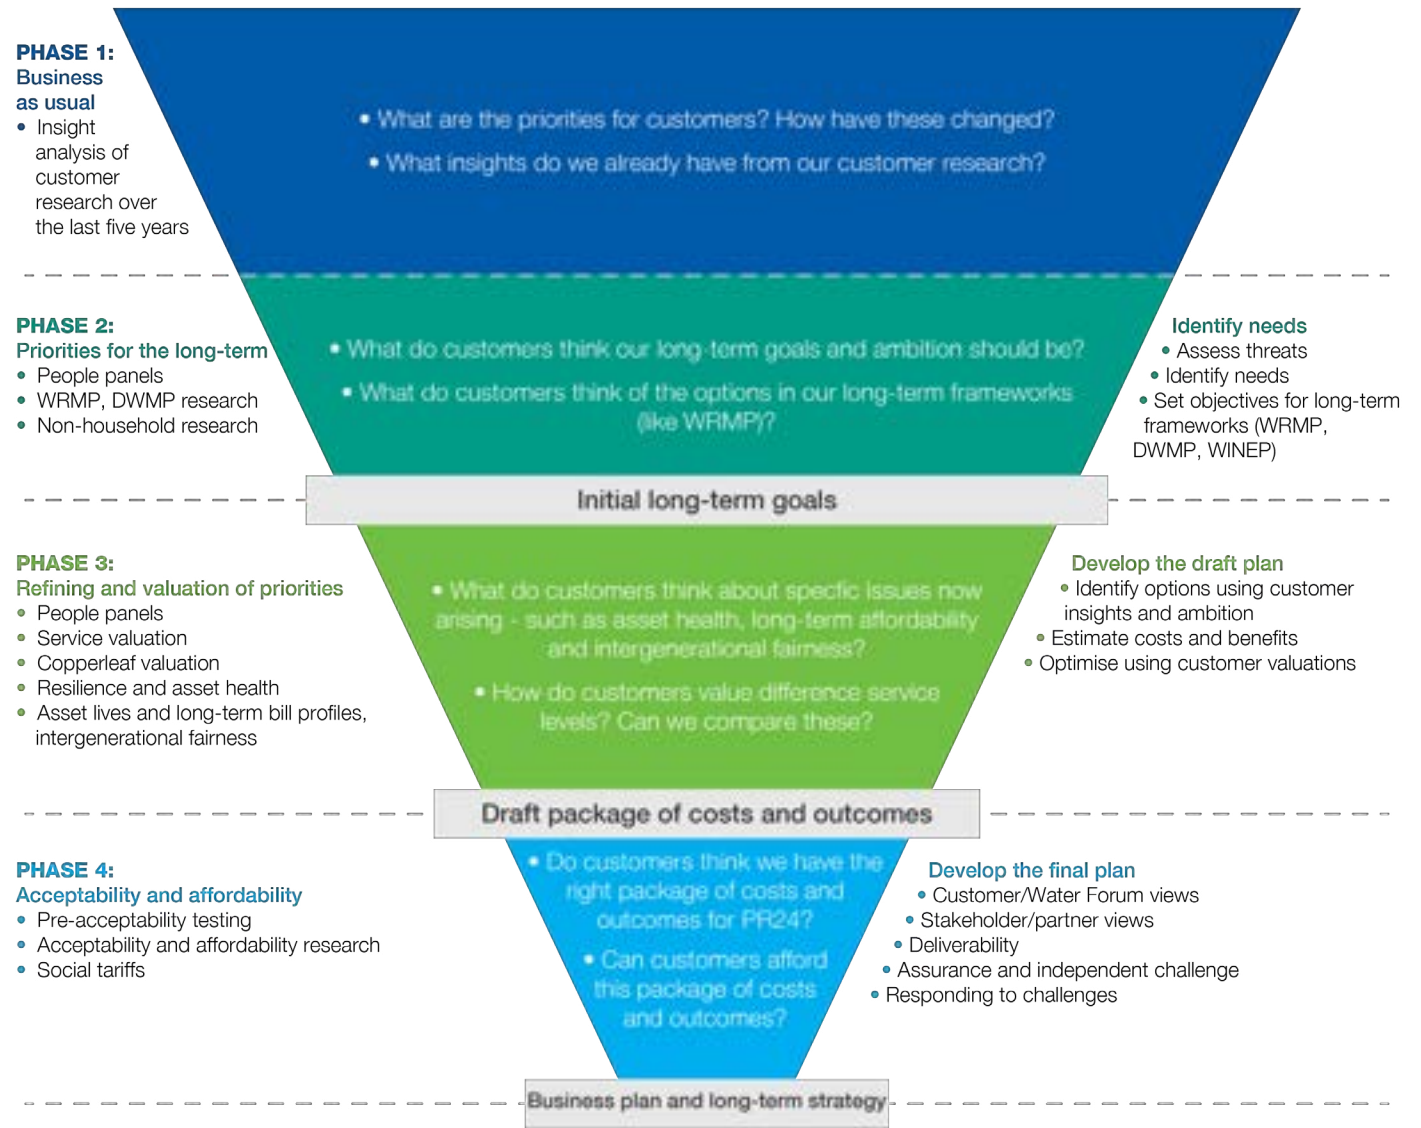 PHASE 1:
Business
as usual
• Insight
analysis of
customer
research over
the last five years
• What are the priorities for customers? How have these changed?
• What insights do we already have from our customer research?
PHASE 2:
Priorities for the long-term
• People panels
• WRMP, DWMP research
• Non-household research
• What do customers think our long-term goals and ambition should be?
• What do customers think of the options in our long-term frameworks
(like WRMP)?
Identify needs
• Assess threats
• Identify needs
• Set objectives for long-term
frameworks (WRMP,
DWMP, WINEP)
Initial long-term goals
PHASE 3:
Refining and valuation of priorities
• People panels
• Service valuation
• Copperleaf valuation
• Resilience and asset health
• Asset lives and long-term bill profiles,
intergenerational fairness
• What do customers think about specfic issues now
arising - such as asset health, long-term affordability
and intergenerational fairness?
• How do customers value difference service
levels? Can we compare these?
Develop the draft plan
• Identify options using customer
insights and ambition
• Estimate costs and benefits
• Optimise using customer valuations
Draft package of costs and outcomes
PHASE 4:
Acceptability and affordability
• Pre-acceptability testing
• Acceptability and affordability research
• Social tariffs
• Do customers think we have the
right package of costs and
outcomes for PR24?
• Can customers afford
this package of costs
and outcomes?
Develop the final plan
• Customer/Water Forum views
• Stakeholder/partner views
• Deliverability
• Assurance and independent challenge
• Responding to challenges
Business plan and long-term strategy